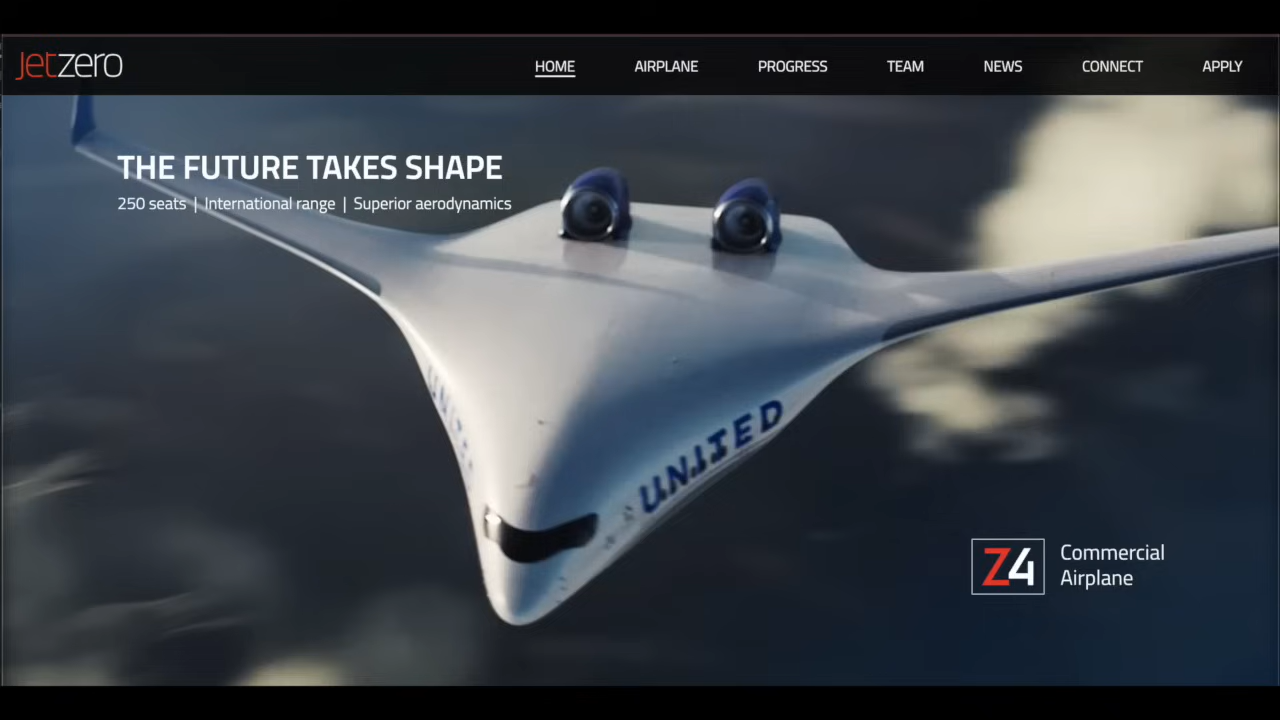 Jetzero
HOME AIRPLANE PROGRESS TEAM NEWS CONNECT APPLY
THE FUTURE TAKES SHAPE
250 seats | International range | Superior aerodynamics
UNITED
UNITED
Z4 Commercial
Airplane